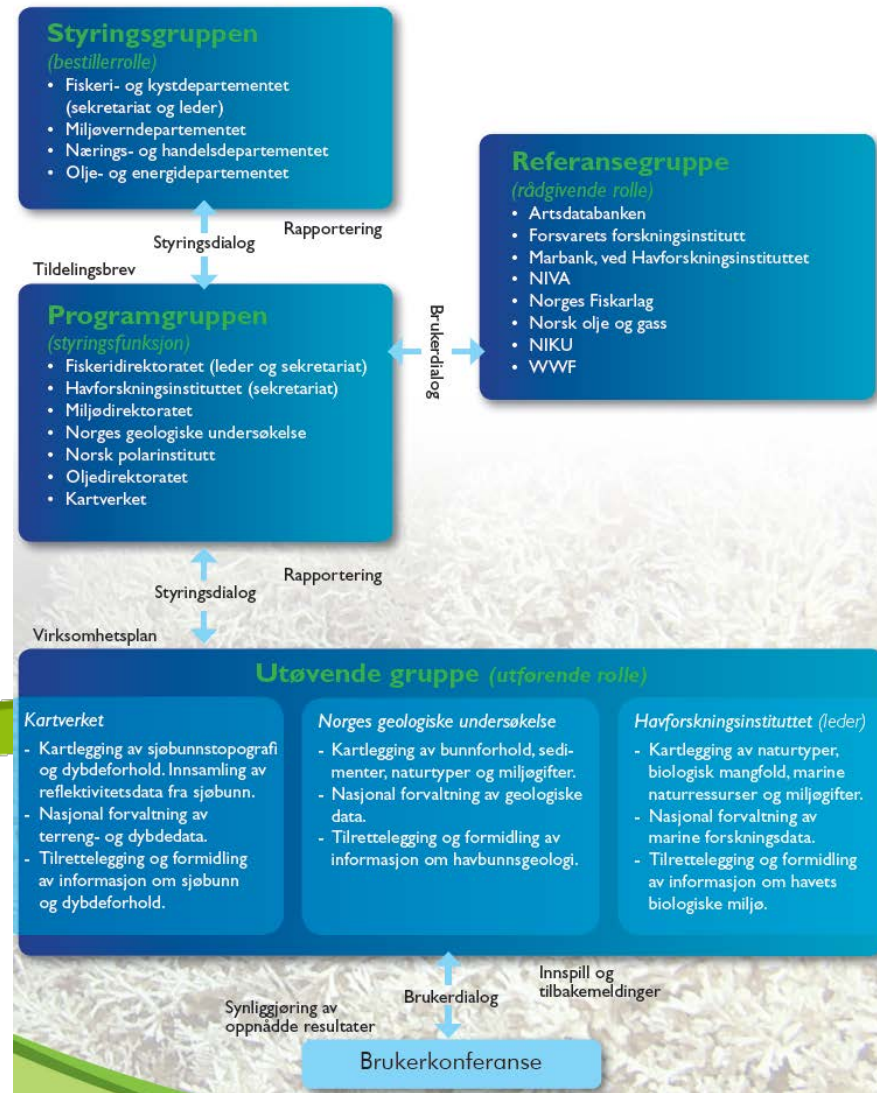 Styringsgruppen
(bestillerrolle)
• Fiskeri- og kystdepartementet
(sekretariat og leder)
• Miljøverndepartementet
• Nærings- og handelsdepartementet
• Olje- og energidepartementet
Rapportering
Styringsdialog
Tildelingsbrev
Referansegruppe
(rådgivende rolle)
• Artsdatabanken
• Forsvarets forskningsinstitutt
• Marbank, ved Havforskningsinstituttet
• NIVA
• Norges Fiskarlag
• Norsk olje og gass
• NIKU
• WWF
Brukerdialog
Programgruppen
(styringsfunksjon)
• Fiskeridirektoratet (leder og sekretariat)
• Havforskningsinstituttet (sekretariat)
• Miljødirektoratet
• Norges geologiske undersøkelse
• Norsk polarinstitutt
• Oljedirektoratet
• Kartverket
Rapportering
Styringsdialog
Virksomhetsplan
Utøvende gruppe (utførende rolle)
Kartverket
- Kartlegging av sjøbunnstopografi
og dybdeforhold. Innsamling av
reflektivitetsdata fra sjøbunn.
- Nasjonal forvaltning av
terreng- og dybdedata.
- Tilrettelegging og formidling
av informasjon om sjøbunn
og dybdeforhold.
Norges geologiske undersøkelse
- Kartlegging av bunnforhold, sedi-
menter, naturtyper og miljøgifter.
- Nasjonal forvaltning av geologiske
data.
- Tilrettelegging og formidling av
informasjon om havbunnsgeologi.
Havforskningsinstituttet (leder)
- Kartlegging av naturtyper,
biologisk mangfold, marine
naturressurser og miljøgifter.
- Nasjonal forvaltning av
marine forskningsdata.
- Tilrettelegging og formidling
av informasjon om havets
biologiske miljø.
Innspill og
tilbakemeldinger
Brukerdialog
Synliggjøring av
oppnådde resultater
Brukerkonferanse